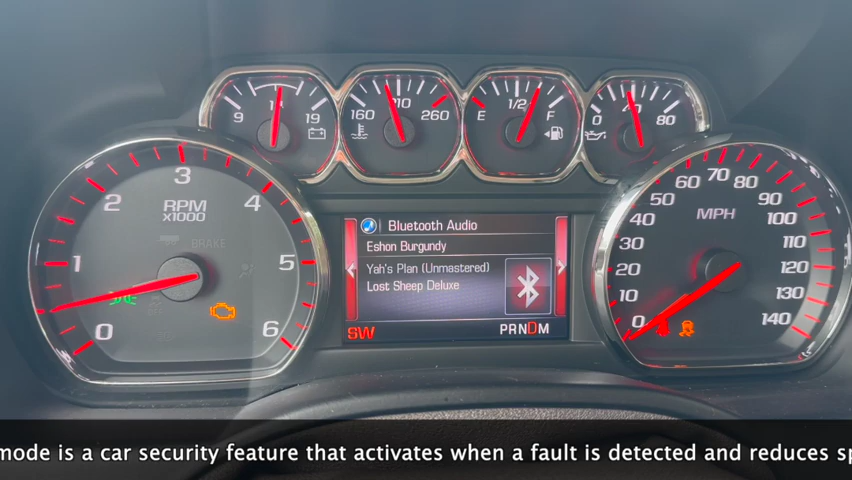 9 14 19
160 210 260
E 1/2 F
0 40 80
0 1 2 3 4 5 6
RPM
x1000
BRAKE
Bluetooth Audio
Eshon Burgundy
Yah's Plan (Unmastered)
Lost Sheep Deluxe
SW
PRNDM
0 10 20 30 40 50 60 70 80 90 100 110 120 130 140
MPH
mode is a car security feature that activates when a fault is detected and reduces sp